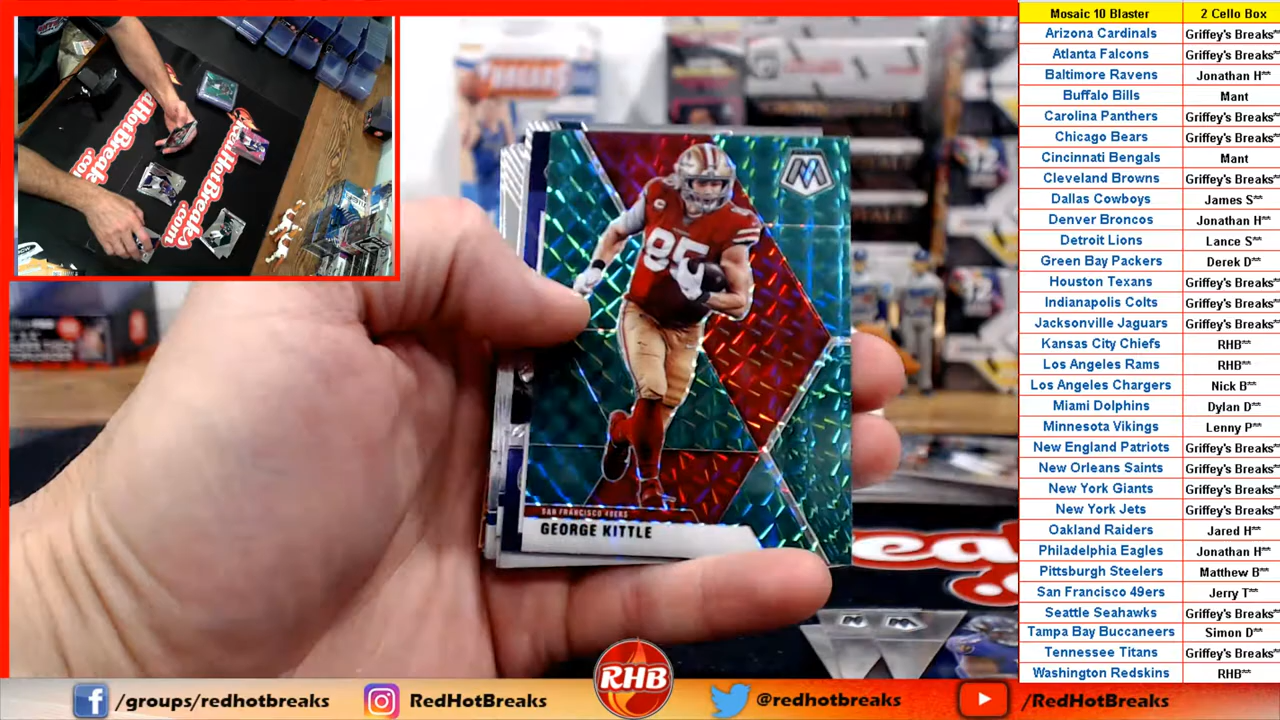 Mosaic 10 Blaster 2 Cello Box
Arizona Cardinals Griffey's Breaks**
Atlanta Falcons Griffey's Breaks**
Baltimore Ravens Jonathan H**
Buffalo Bills Mant
Carolina Panthers Griffey's Breaks**
Chicago Bears Griffey's Breaks**
Cincinnati Bengals Mant
Cleveland Browns Griffey's Breaks**
Dallas Cowboys James S**
Denver Broncos Jonathan H**
Detroit Lions Lance S**
Green Bay Packers Derek D**
Houston Texans Griffey's Breaks**
Indianapolis Colts Griffey's Breaks**
Jacksonville Jaguars Griffey's Breaks**
Kansas City Chiefs RHB**
Los Angeles Rams RHB**
Los Angeles Chargers Nick B**
Miami Dolphins Dylan D**
Minnesota Vikings Lenny P**
New England Patriots Griffey's Breaks**
New Orleans Saints Griffey's Breaks**
New York Giants Griffey's Breaks**
New York Jets Griffey's Breaks**
Oakland Raiders Jared H**
Philadelphia Eagles Jonathan H**
Pittsburgh Steelers Matthew B**
San Francisco 49ers Jerry T**
Seattle Seahawks Griffey's Breaks**
Tampa Bay Buccaneers Simon D**
Tennessee Titans Griffey's Breaks**
Washington Redskins RHB**
RedHotBreaks
.com
RedHotBreaks
.com
THREADS
MOSAIC
M
85
SAN FRANCISCO 49ERS
GEORGE KITTLE
RHB
/groups/redhotbreaks
RedHotBreaks
@redhotbreaks
/RedHotBreaks